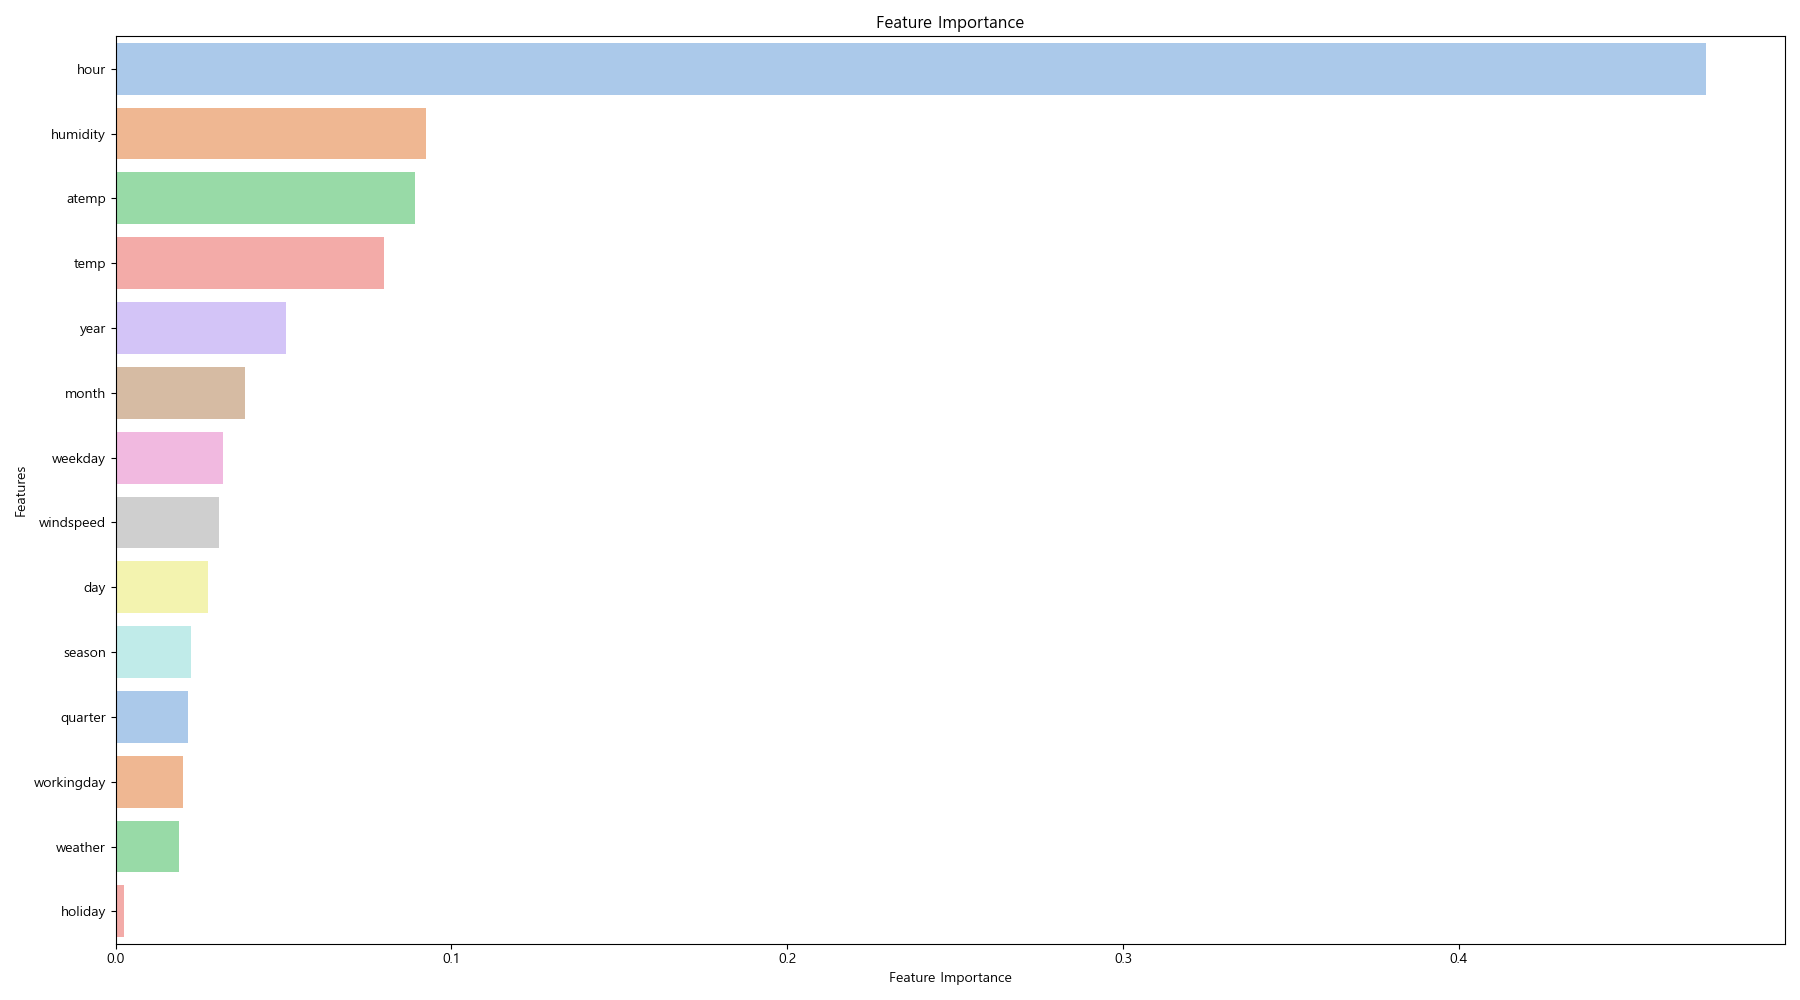 Feature Importance
hour
humidity
atemp
temp
year
month
weekday
windspeed
day
season
quarter
workingday
weather
holiday
Features
0.0 0.1 0.2 0.3 0.4
Feature Importance